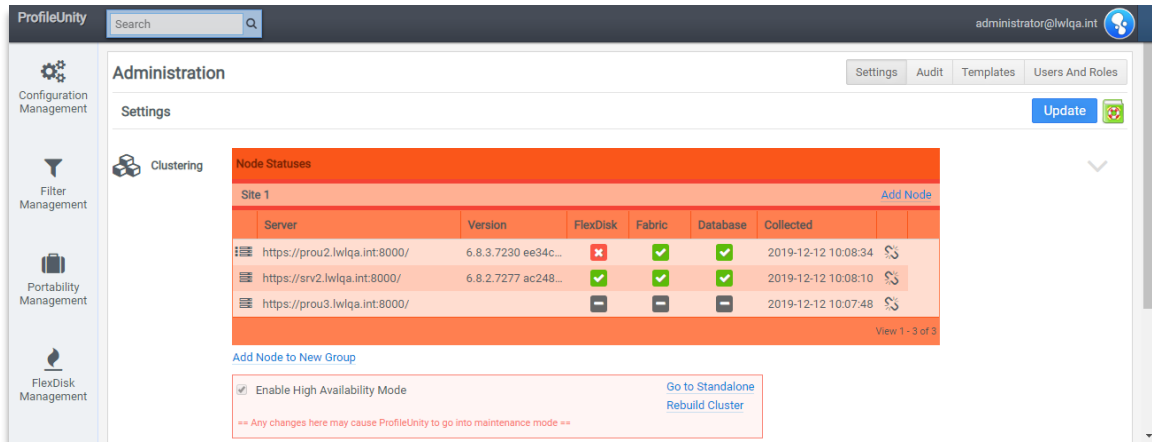 ProfileUnity
Search
administrator@lwlqa.int
Configuration
Management
Administration
Settings Audit Templates Users And Roles
Settings
Update
Clustering
Node Statuses
Filter
Management
Site 1
Add Node
Server Version FlexDisk Fabric Database Collected
https://prou2.lwlqa.int:8000/ 6.8.3.7230 ee34c... 2019-12-12 10:08:34
https://srv2.lwlqa.int:8000/ 6.8.2.7277 ac248... 2019-12-12 10:08:10
https://prou3.lwlqa.int:8000/ 2019-12-12 10:07:48
Portability
Management
View 1 - 3 of 3
Add Node to New Group
FlexDisk
Management
Enable High Availability Mode
Go to Standalone
Rebuild Cluster
== Any changes here may cause ProfileUnity to go into maintenance mode ==